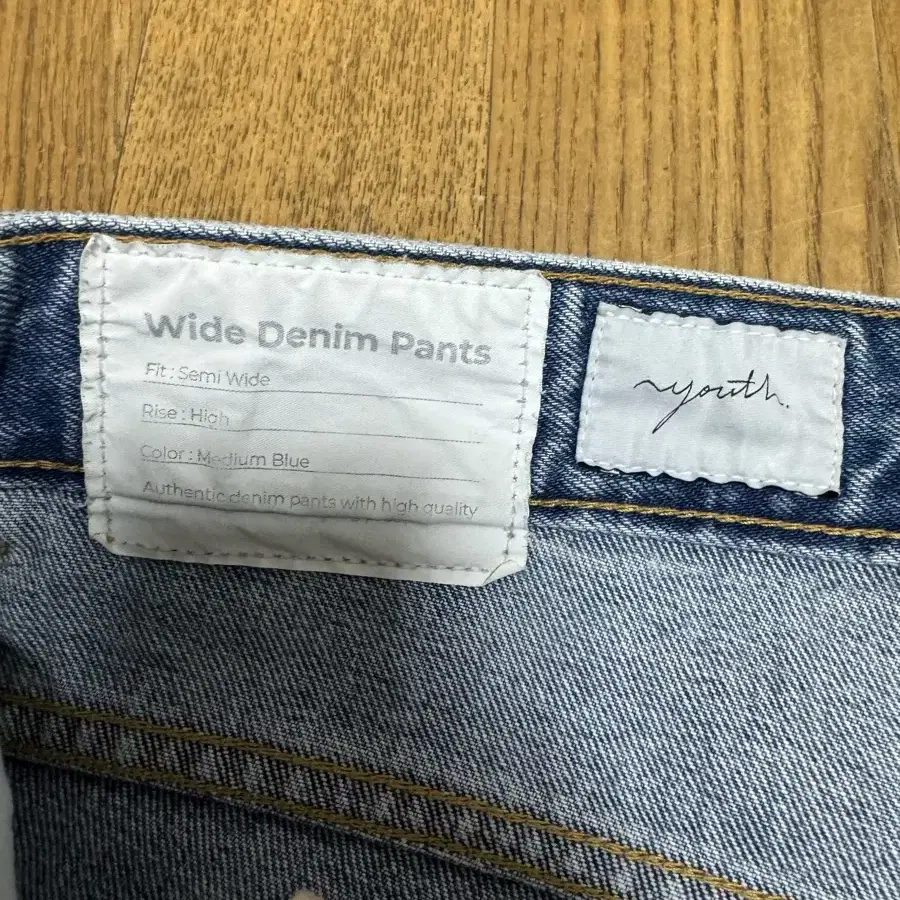 Wide Denim Pants
Fit : Semi Wide
Rise : High
Color : Medium Blue
Authentic denim pants with high quality
~youth.